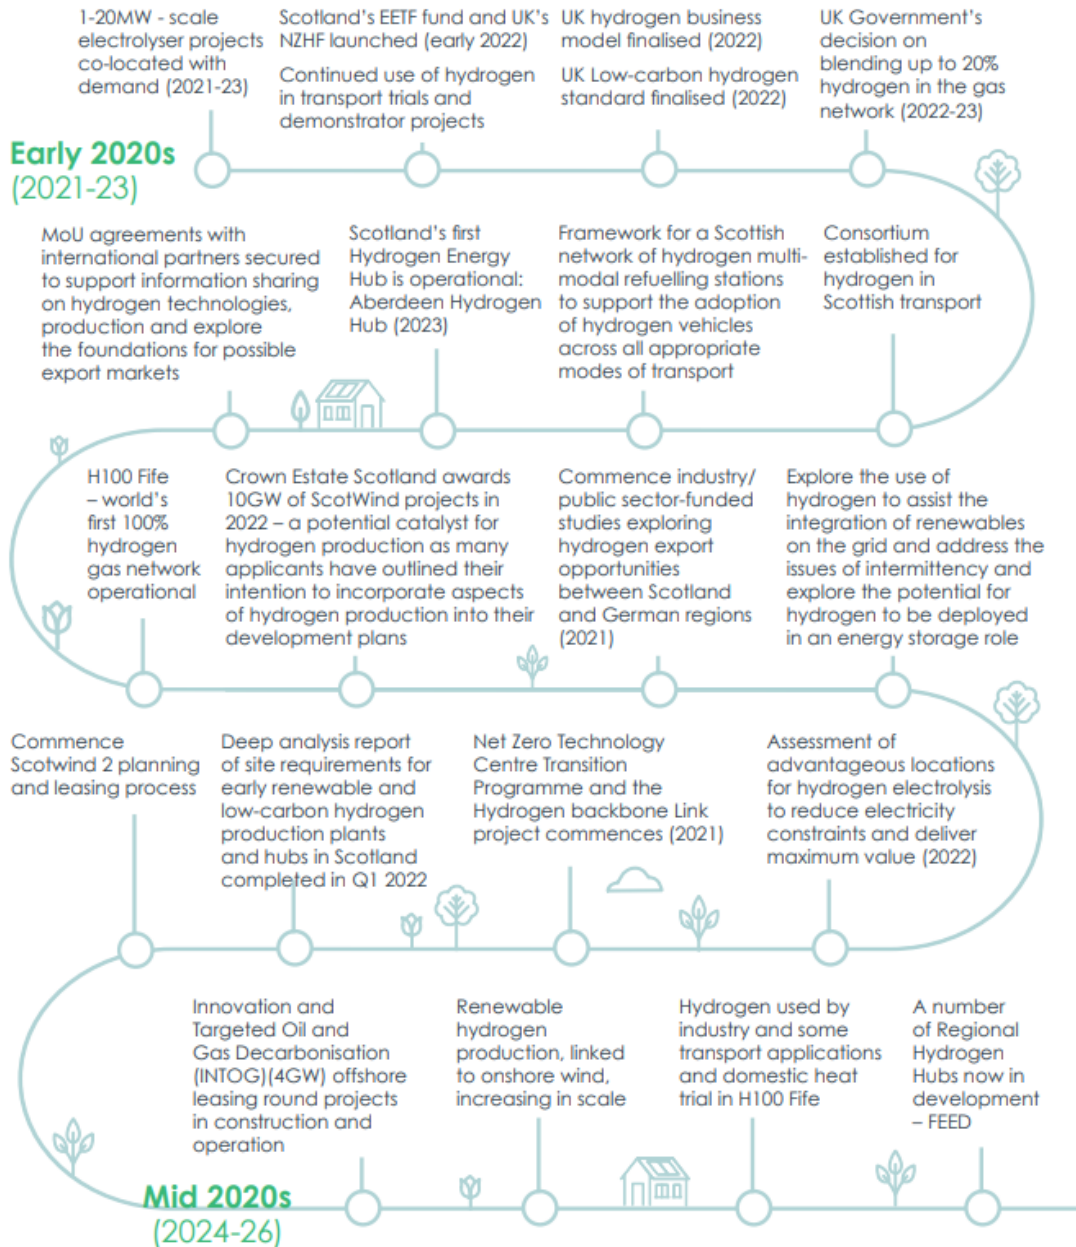 1-20MW - scale
electrolyser projects
co-located with
demand (2021-23)
Scotland's EETF fund and UK's
NZHF launched (early 2022)
Continued use of hydrogen
in transport trials and
demonstrator projects
UK hydrogen business
model finalised (2022)
UK Low-carbon hydrogen
standard finalised (2022)
UK Government's
decision on
blending up to 20%
hydrogen in the gas
network (2022-23)
Early 2020s
(2021-23)
MoU agreements with
international partners secured
to support information sharing
on hydrogen technologies,
production and explore
the foundations for possible
export markets
Scotland's first
Hydrogen Energy
Hub is operational:
Aberdeen Hydrogen
Hub (2023)
Framework for a Scottish
network of hydrogen multi-
modal refuelling stations
to support the adoption
of hydrogen vehicles
across all appropriate
modes of transport
Consortium
established for
hydrogen in
Scottish transport
H100 Fife
– world's
first 100%
hydrogen
gas network
operational
Crown Estate Scotland awards
10GW of ScotWind projects in
2022 – a potential catalyst for
hydrogen production as many
applicants have outlined their
intention to incorporate aspects
of hydrogen production into their
development plans
Commence industry/
public sector-funded
studies exploring
hydrogen export
opportunities
between Scotland
and German regions
(2021)
Explore the use of
hydrogen to assist the
integration of renewables
on the grid and address the
issues of intermittency and
explore the potential for
hydrogen to be deployed
in an energy storage role
Commence
Scotwind 2 planning
and leasing process
Deep analysis report
of site requirements for
early renewable and
low-carbon hydrogen
production plants
and hubs in Scotland
completed in Q1 2022
Net Zero Technology
Centre Transition
Programme and the
Hydrogen backbone Link
project commences (2021)
Assessment of
advantageous locations
for hydrogen electrolysis
to reduce electricity
constraints and deliver
maximum value (2022)
Innovation and
Targeted Oil and
Gas Decarbonisation
(INTOG)(4GW) offshore
leasing round projects
in construction and
operation
Renewable
hydrogen
production, linked
to onshore wind,
increasing in scale
Hydrogen used by
industry and some
transport applications
and domestic heat
trial in H100 Fife
A number
of Regional
Hydrogen
Hubs now in
development
– FEED
Mid 2020s
(2024-26)